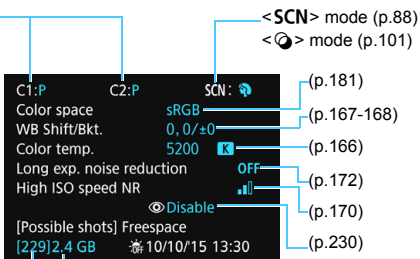 <SCN> mode (p.88)
<> mode (p.101)
C1:P C2:P SCN:
Color space sRGB (p.181)
WB Shift/Bkt. 0,0/±0 (p.167-168)
Color temp. 5200 K (p.166)
Long exp. noise reduction OFF (p.172)
High ISO speed NR (p.170)
Disable (p.230)
[Possible shots] Freespace
[229]2.4 GB OFF 10/10/'15 13:30